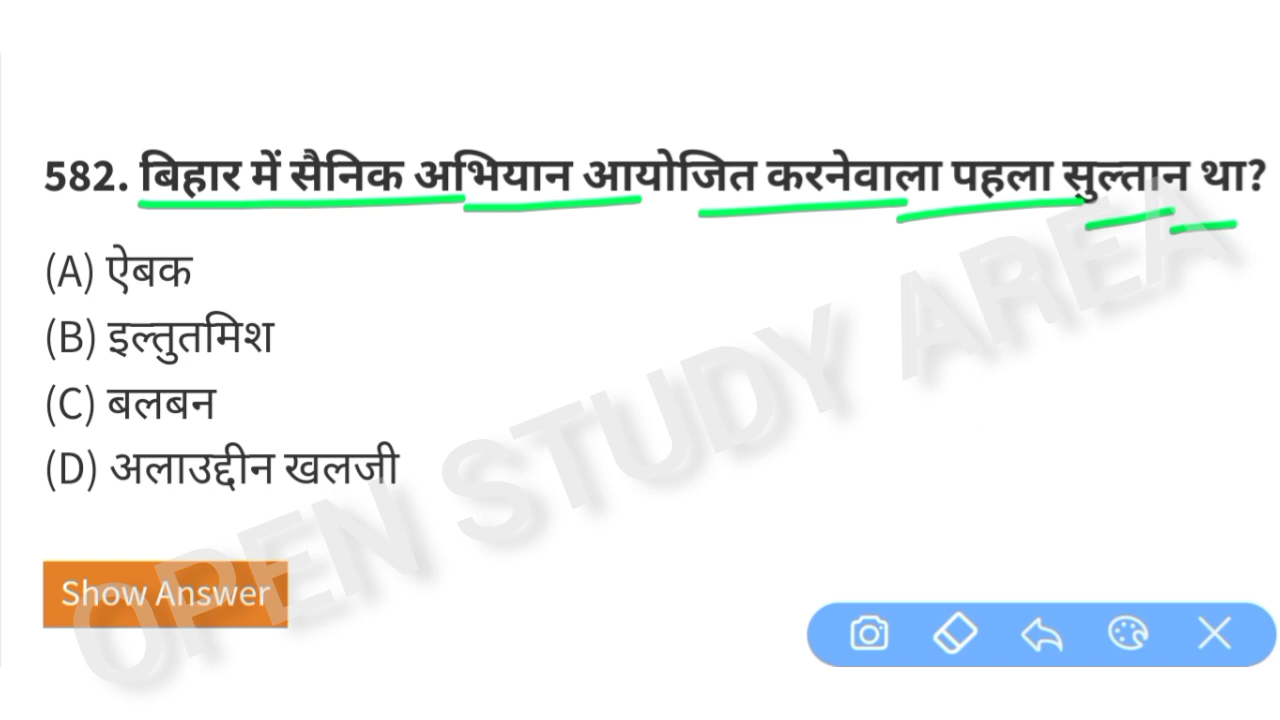 582. बिहार में सैनिक अभियान आयोजित करनेवाला पहला सुल्तान था?
(A) ऐबक
(B) इल्तुतमिश
(C) बलबन
(D) अलाउद्दीन खलजी
Show Answer
OPEN STUDY AREA